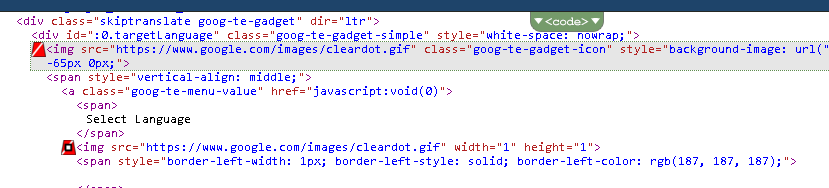 <div class="skiptranslate goog-te-gadget" dir="ltr">
<code>
<div id=":0.targetLanguage" class="goog-te-gadget-simple" style="white-space: nowrap;">
<img src="https://www.google.com/images/cleardot.gif" class="goog-te-gadget-icon" style="background-image: url("
-65px 0px;">
<span style="vertical-align: middle;">
<a class="goog-te-menu-value" href="javascript:void(0)">
<span>
Select Language
</span>
<img src="https://www.google.com/images/cleardot.gif" width="1" height="1">
<span style="border-left-width: 1px; border-left-style: solid; border-left-color: rgb(187, 187, 187);">
</span>